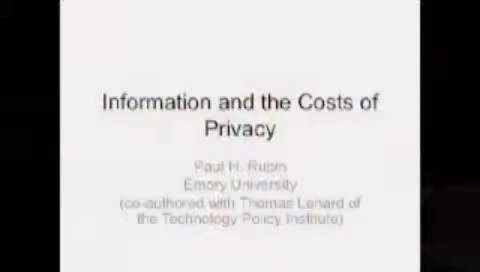 Information and the Costs of
Privacy
Paul H. Rubin
Emory University
(co-authored with Thomas Lenard of
the Technology Policy Institute)